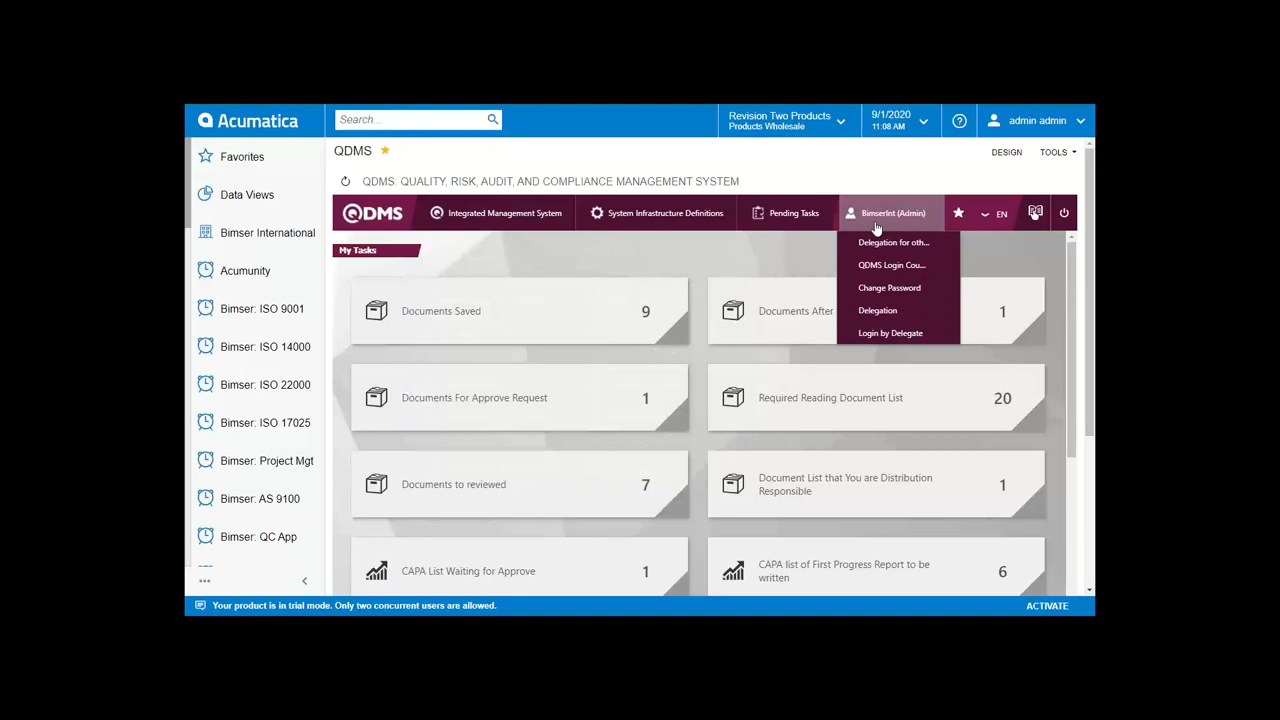 Acumatica
Search...
Revision Two Products
Products Wholesale
9/1/2020
11:08 AM
admin admin
Favorites
Data Views
Bimser International
Acumunity
Bimser: ISO 9001
Bimser: ISO 14000
Bimser: ISO 22000
Bimser: ISO 17025
Bimser: Project Mgt
Bimser: AS 9100
Bimser: QC App
QDMS
DESIGN
TOOLS
QDMS: QUALITY, RISK, AUDIT, AND COMPLIANCE MANAGEMENT SYSTEM
QDMS
Integrated Management System
System Infrastructure Definitions
Pending Tasks
BimserInt (Admin)
EN
Delegation for oth...
QDMS Login Cou...
Change Password
Delegation
Login by Delegate
My Tasks
Documents Saved
9
Documents After
1
Documents For Approve Request
1
Required Reading Document List
20
Documents to reviewed
7
Document List that You are Distribution
Responsible
1
CAPA List Waiting for Approve
1
CAPA list of First Progress Report to be
written
6
Your product is in trial mode. Only two concurrent users are allowed.
ACTIVATE